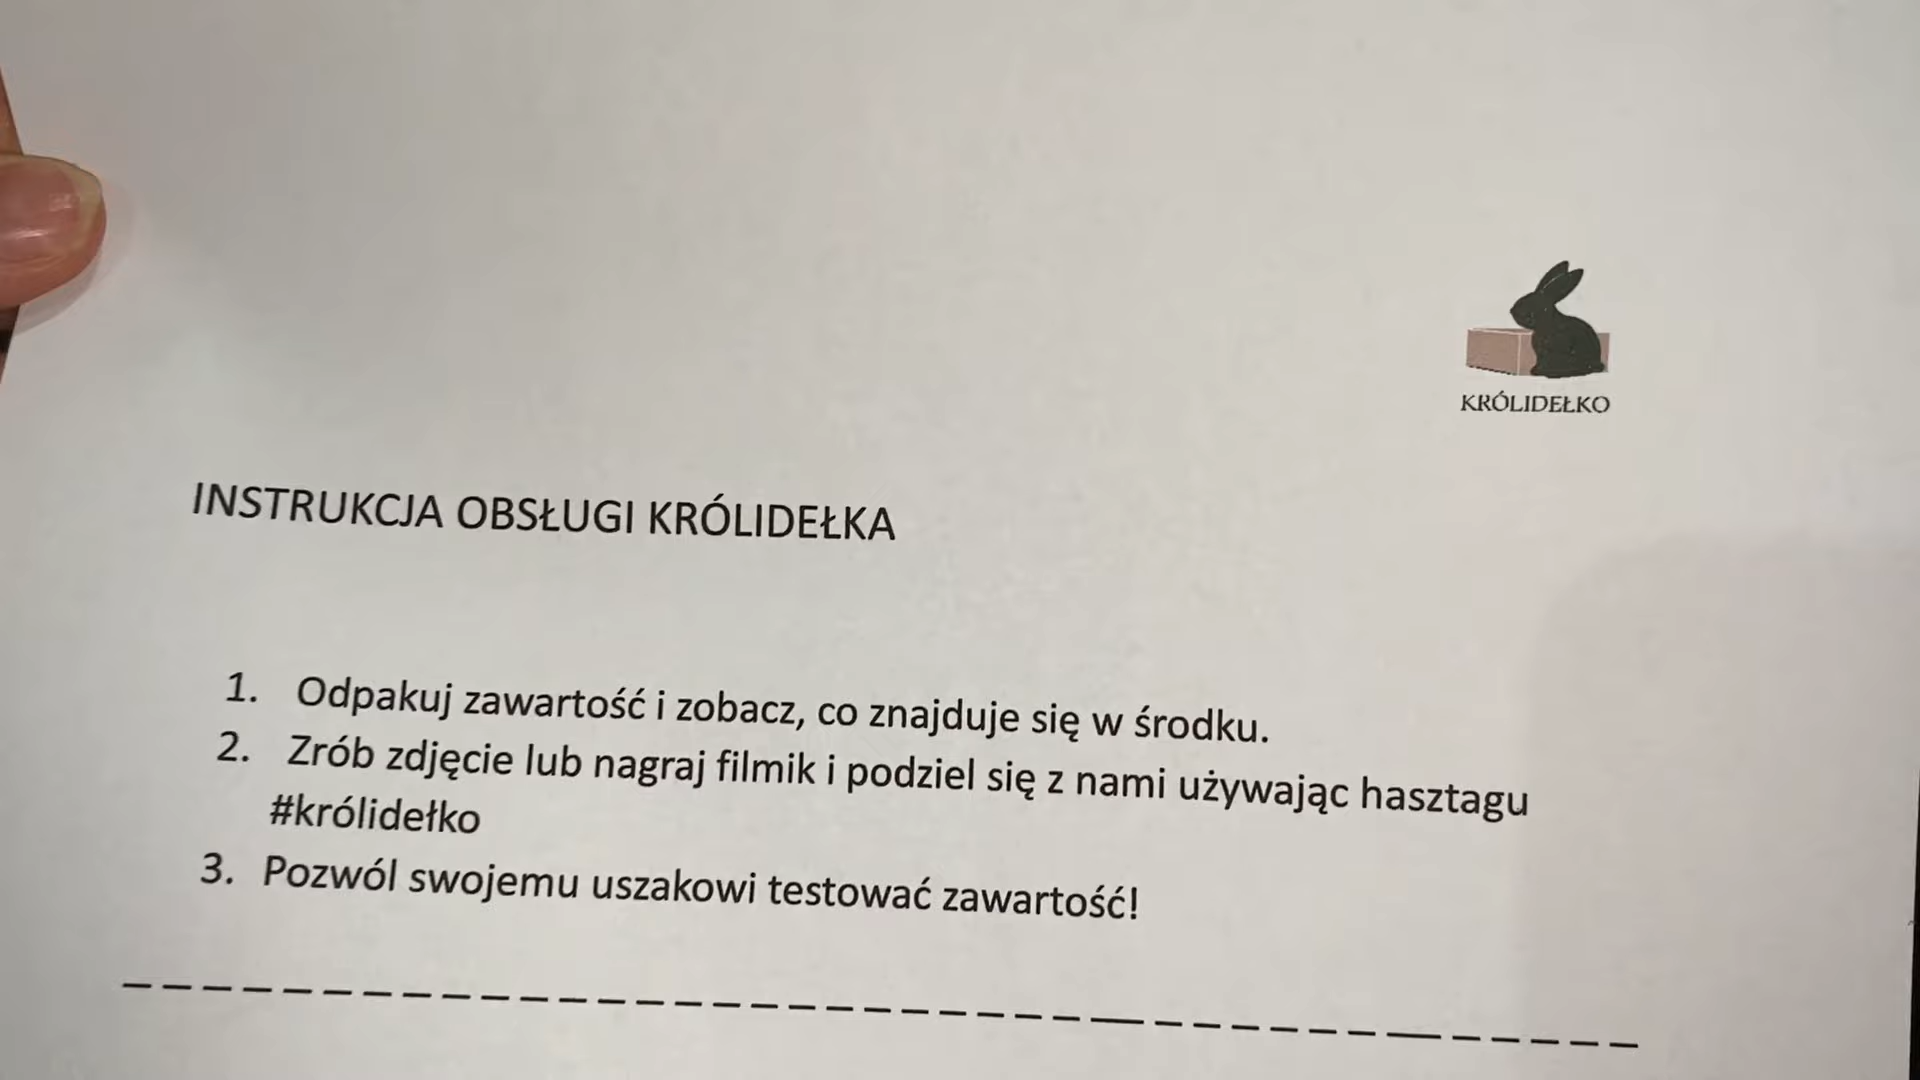 KRÓLIDEŁKO
INSTRUKCJA OBSŁUGI KRÓLIDEŁKA
1. Odpakuj zawartość i zobacz, co znajduje się w środku.
2. Zrób zdjęcie lub nagraj filmik i podziel się z nami używając hasztagu
#królidełko
3. Pozwól swojemu uszakowi testować zawartość!